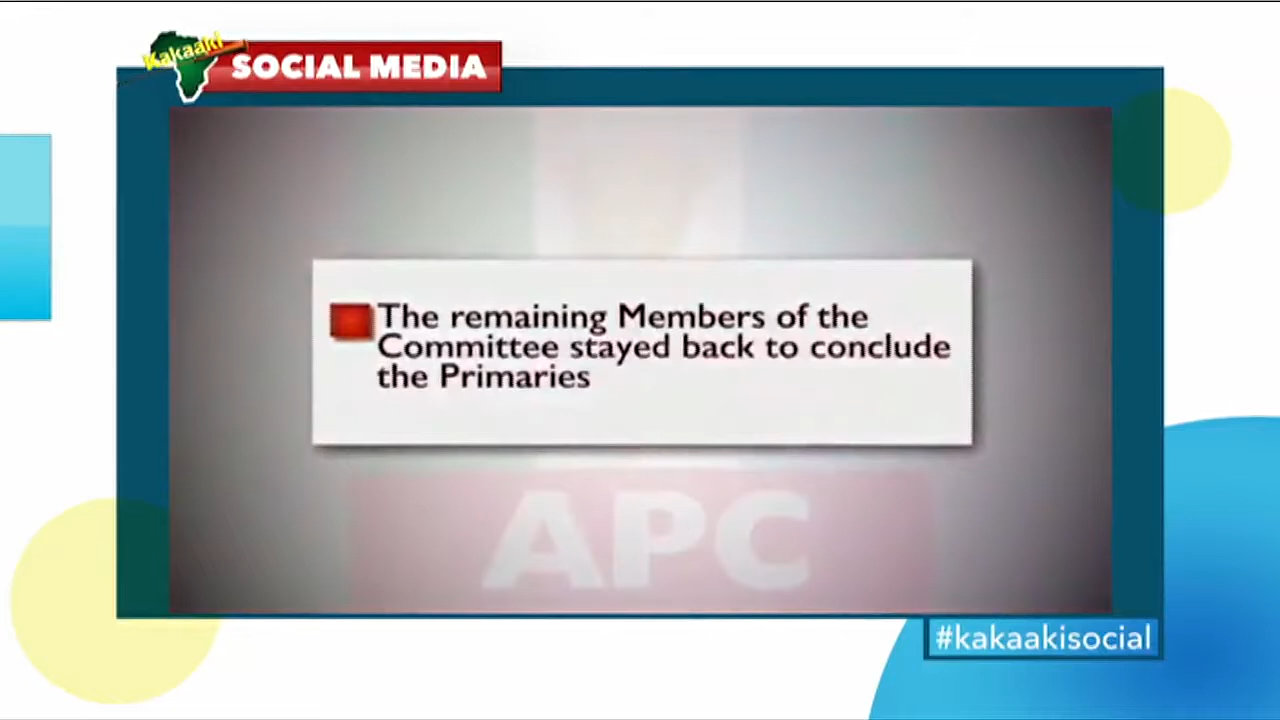 Kakaaki
SOCIAL MEDIA
The remaining Members of the
Committee stayed back to conclude
the Primaries
APC
#kakaakisocial